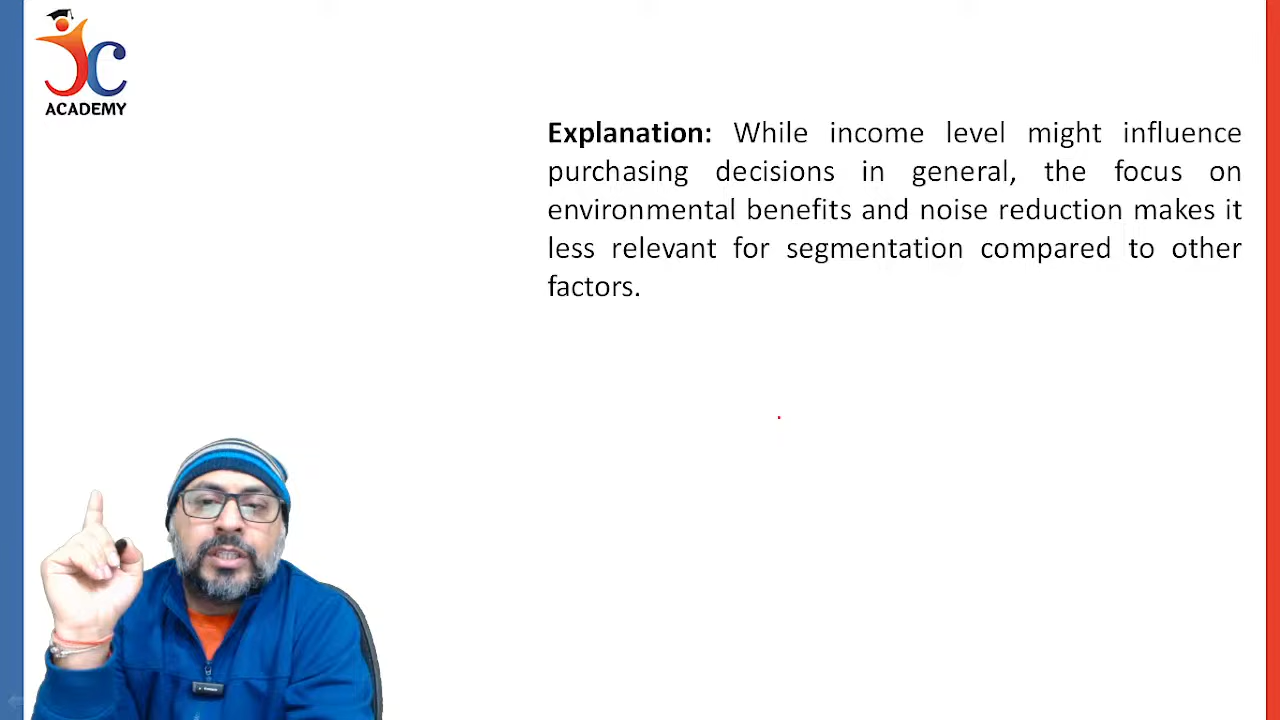 JC
ACADEMY
Explanation: While income level might influence
purchasing decisions in general, the focus on
environmental benefits and noise reduction makes it
less relevant for segmentation compared to other
factors.